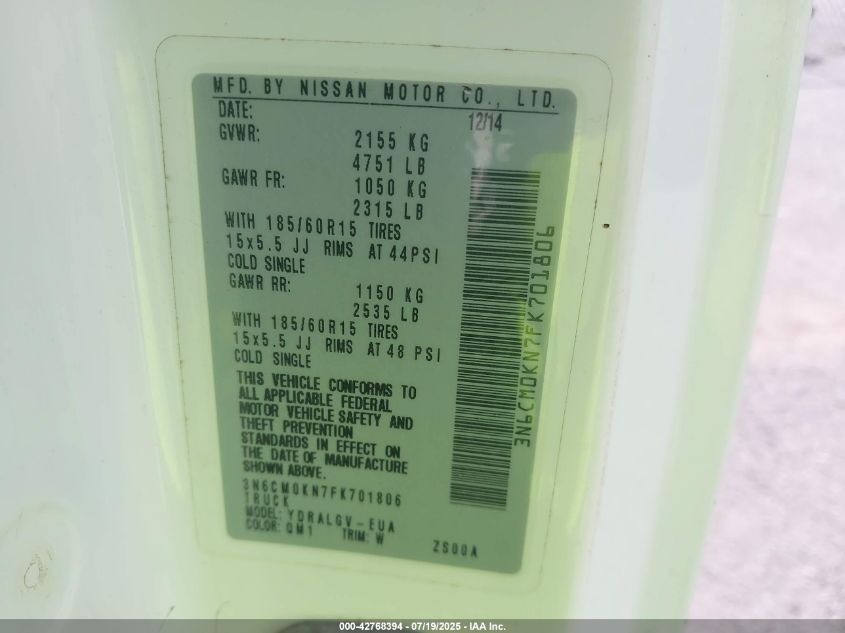 MFD. BY NISSAN MOTOR CO., LTD.
DATE: 12/14
GVWR: 2155 KG
4751 LB
GAWR FR: 1050 KG
2315 LB
WITH 185/60R15 TIRES
15x5.5 JJ RIMS AT 44PSI
COLD SINGLE
GAWR RR: 1150 KG
2535 LB
WITH 185/60R15 TIRES
15x5.5 JJ RIMS AT 48 PSI
COLD SINGLE
THIS VEHICLE CONFORMS TO
ALL APPLICABLE FEDERAL
MOTOR VEHICLE SAFETY AND
THEFT PREVENTION
STANDARDS IN EFFECT ON
THE DATE OF MANUFACTURE
SHOWN ABOVE.
3N6CM0KN7FK701806
TRUCK
MODEL: YDRALGV-EUA
COLOR: QM1 TRIM: W ZS00A
3N6CM0KN7FK701806
000-42768394 - 07/19/2025 - IAA Inc.